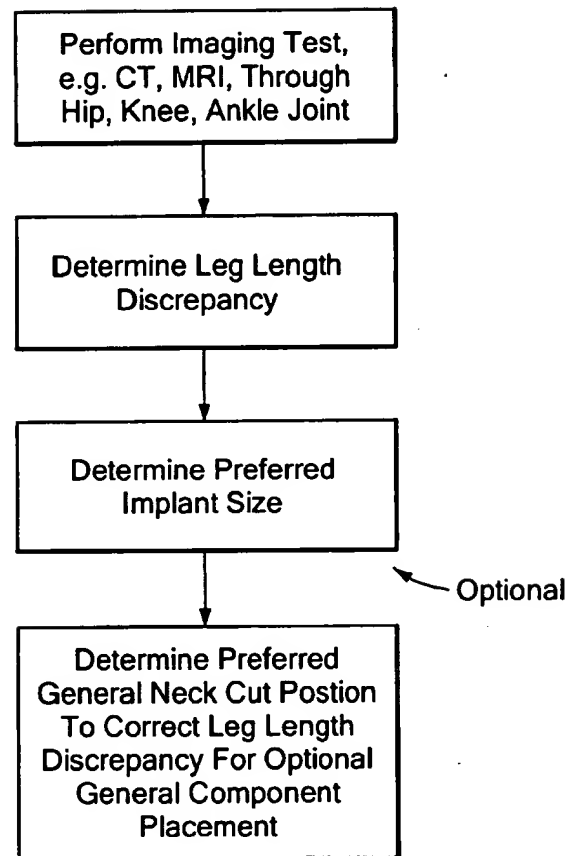 Perform Imaging Test,
e.g. CT, MRI, Through
Hip, Knee, Ankle Joint
Determine Leg Length
Discrepancy
Determine Preferred
Implant Size
Optional
Determine Preferred
General Neck Cut Postion
To Correct Leg Length
Discrepancy For Optional
General Component
Placement